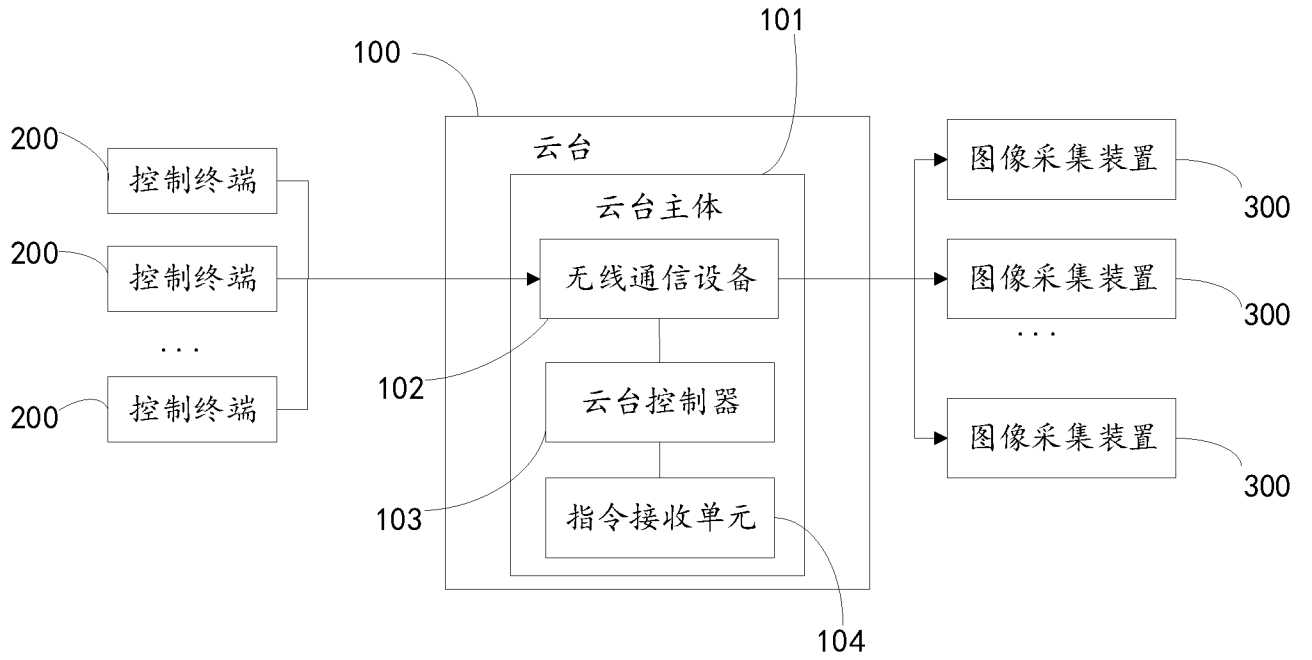 101
100
200
控制终端
云台
图像采集装置
300
云台主体
200
控制终端
无线通信设备
图像采集装置
300
...
...
102
200
控制终端
云台控制器
图像采集装置
300
103
指令接收单元
104